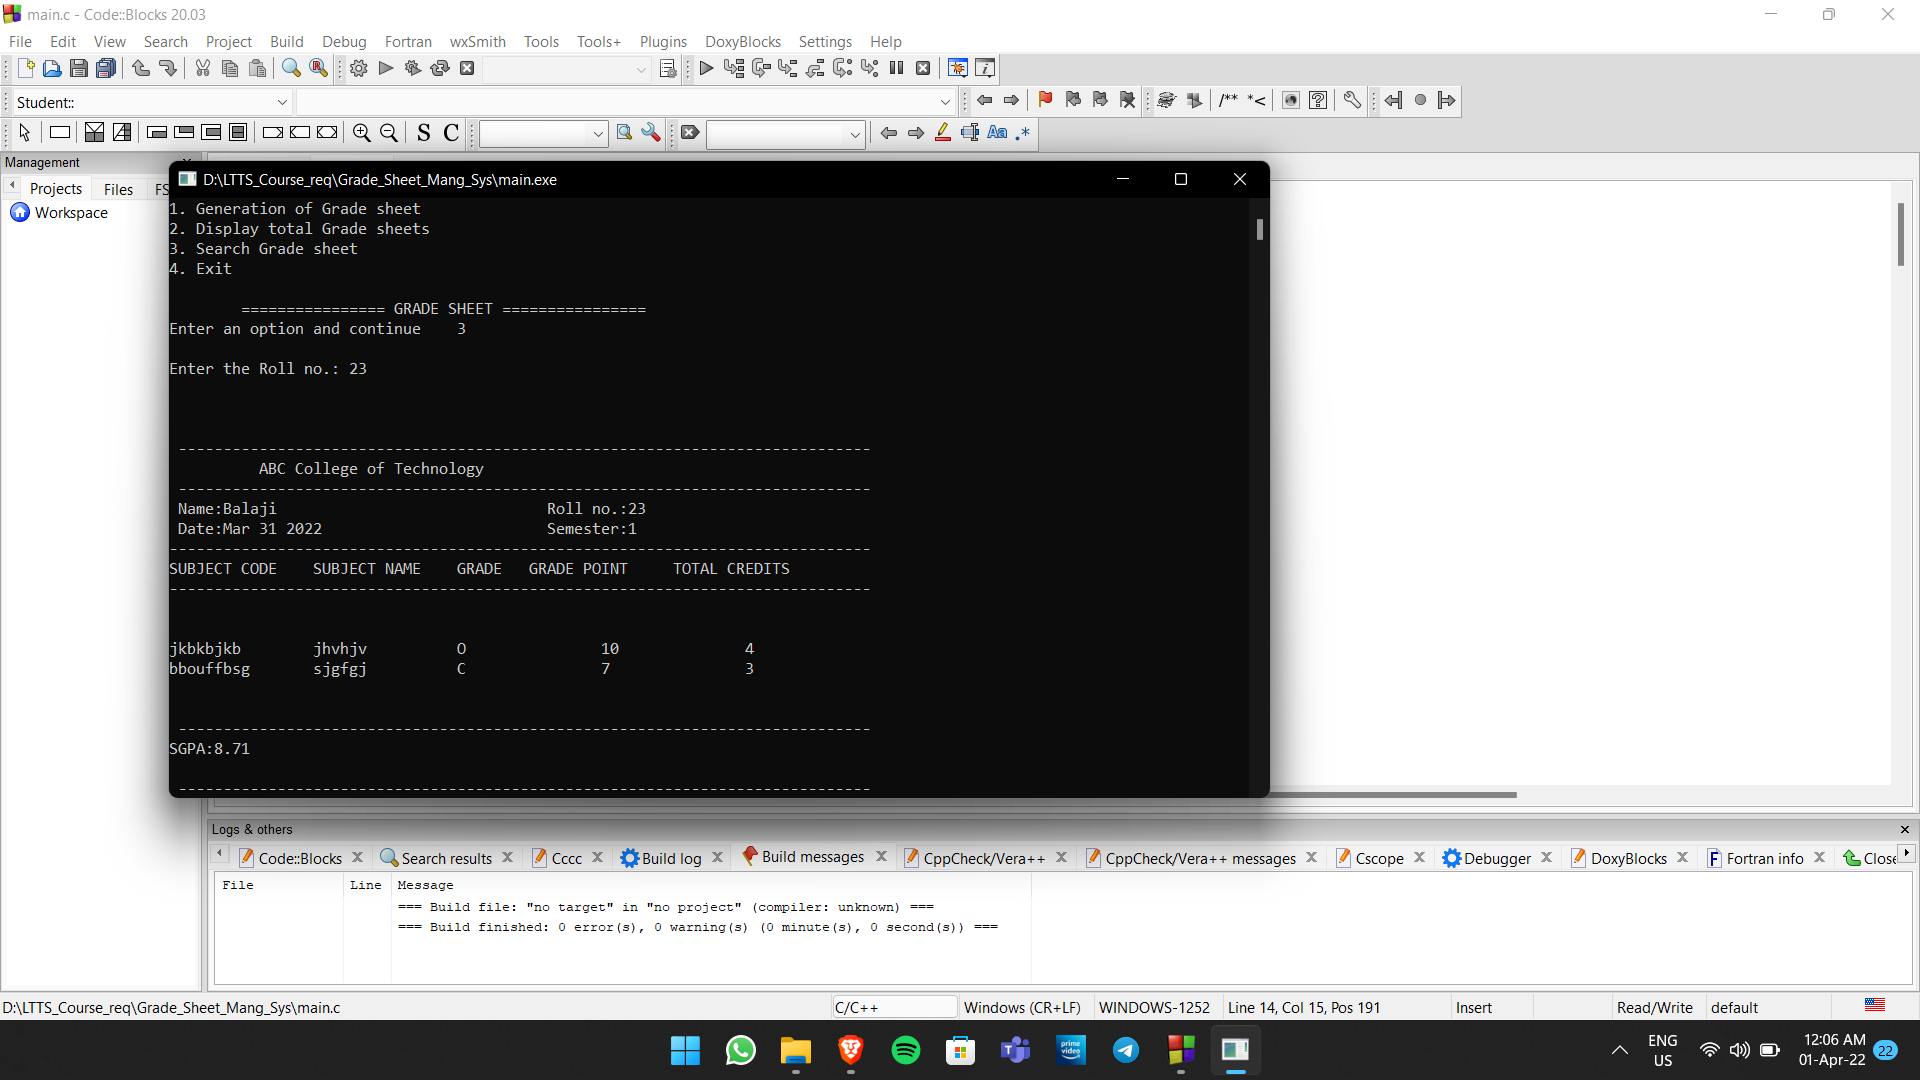 main.c - Code::Blocks 20.03
File Edit View Search Project Build Debug Fortran wxSmith Tools Tools+ Plugins DoxyBlocks Settings Help
Student::
/** *<
S C
Aa .*
Management
Projects Files FS
Workspace
D:\LTTS_Course_req\Grade_Sheet_Mang_Sys\main.exe
1. Generation of Grade sheet
2. Display total Grade sheets
3. Search Grade sheet
4. Exit
================ GRADE SHEET ================
Enter an option and continue 3
Enter the Roll no.: 23
-----------------------------------------------------------------------------
ABC College of Technology
-----------------------------------------------------------------------------
Name:Balaji Roll no.:23
Date:Mar 31 2022 Semester:1
------------------------------------------------------------------------------
SUBJECT CODE SUBJECT NAME GRADE GRADE POINT TOTAL CREDITS
------------------------------------------------------------------------------
jkbkbjkb jhvhjv O 10 4
bbouffbsg sjgfgj C 7 3
-----------------------------------------------------------------------------
SGPA:8.71
-----------------------------------------------------------------------------
Logs & others
Code::Blocks Search results Cccc Build log Build messages CppCheck/Vera++ CppCheck/Vera++ messages Cscope Debugger DoxyBlocks Fortran info Close
File Line Message
=== Build file: "no target" in "no project" (compiler: unknown) ===
=== Build finished: 0 error(s), 0 warning(s) (0 minute(s), 0 second(s)) ===
D:\LTTS_Course_req\Grade_Sheet_Mang_Sys\main.c C/C++ Windows (CR+LF) WINDOWS-1252 Line 14, Col 15, Pos 191 Insert Read/Write default
prime video
ENG
US
12:06 AM
01-Apr-22
22